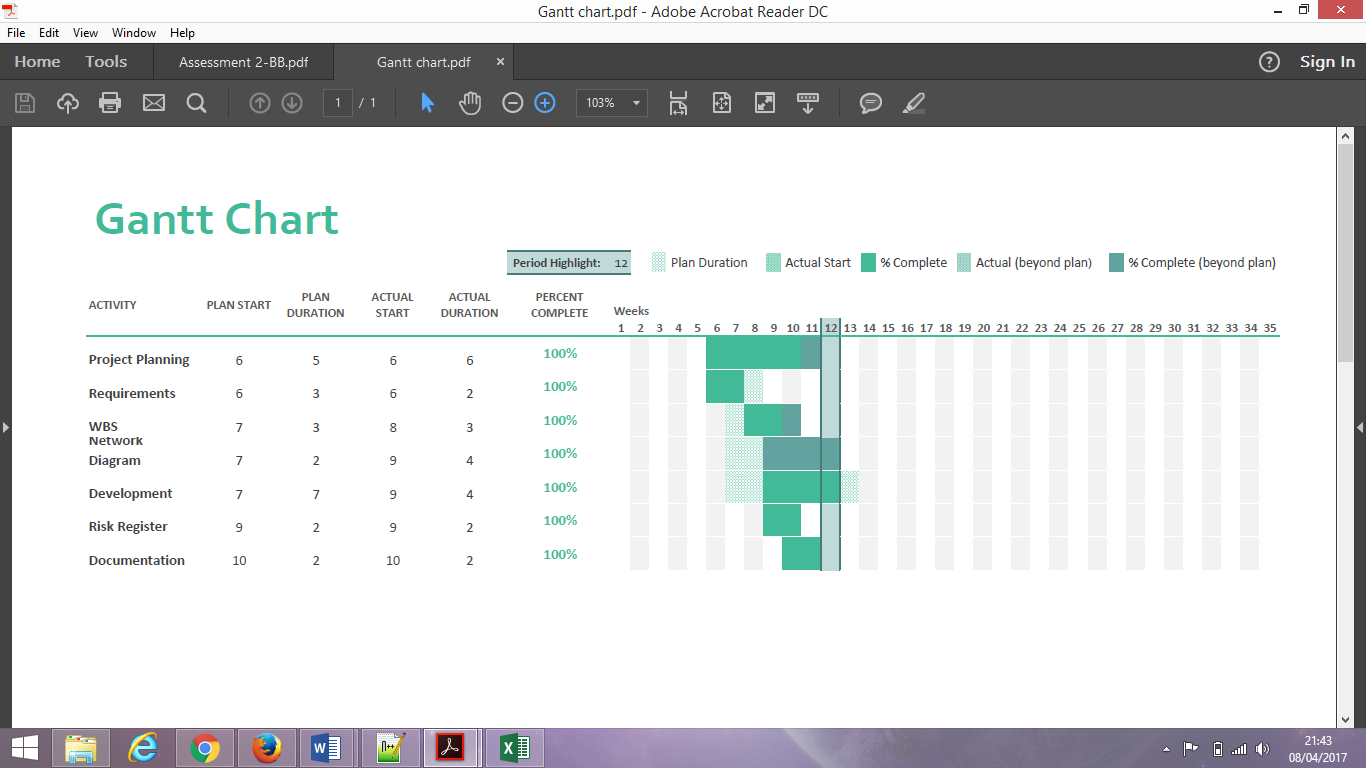 Gantt chart.pdf - Adobe Acrobat Reader DC
File Edit View Window Help
Home Tools Assessment 2-BB.pdf Gantt chart.pdf × ? Sign In
1 / 1 103%
Gantt Chart
Period Highlight: 12 Plan Duration Actual Start % Complete Actual (beyond plan) % Complete (beyond plan)
ACTIVITY PLAN START PLAN DURATION ACTUAL START ACTUAL DURATION PERCENT COMPLETE Weeks
1 2 3 4 5 6 7 8 9 10 11 12 13 14 15 16 17 18 19 20 21 22 23 24 25 26 27 28 29 30 31 32 33 34 35
Project Planning 6 5 6 6 100%
Requirements 6 3 6 2 100%
WBS 7 3 8 3 100%
Network
Diagram 7 2 9 4 100%
Development 7 7 9 4 100%
Risk Register 9 2 9 2 100%
Documentation 10 2 10 2 100%
21:43
08/04/2017